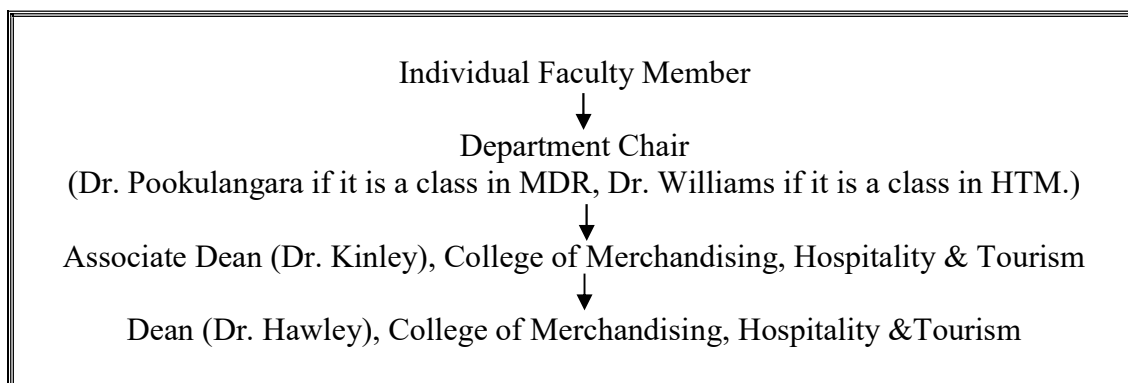 Individual Faculty Member
Department Chair
(Dr. Pookulangara if it is a class in MDR, Dr. Williams if it is a class in HTM.)
Associate Dean (Dr. Kinley), College of Merchandising, Hospitality & Tourism
Dean (Dr. Hawley), College of Merchandising, Hospitality &Tourism